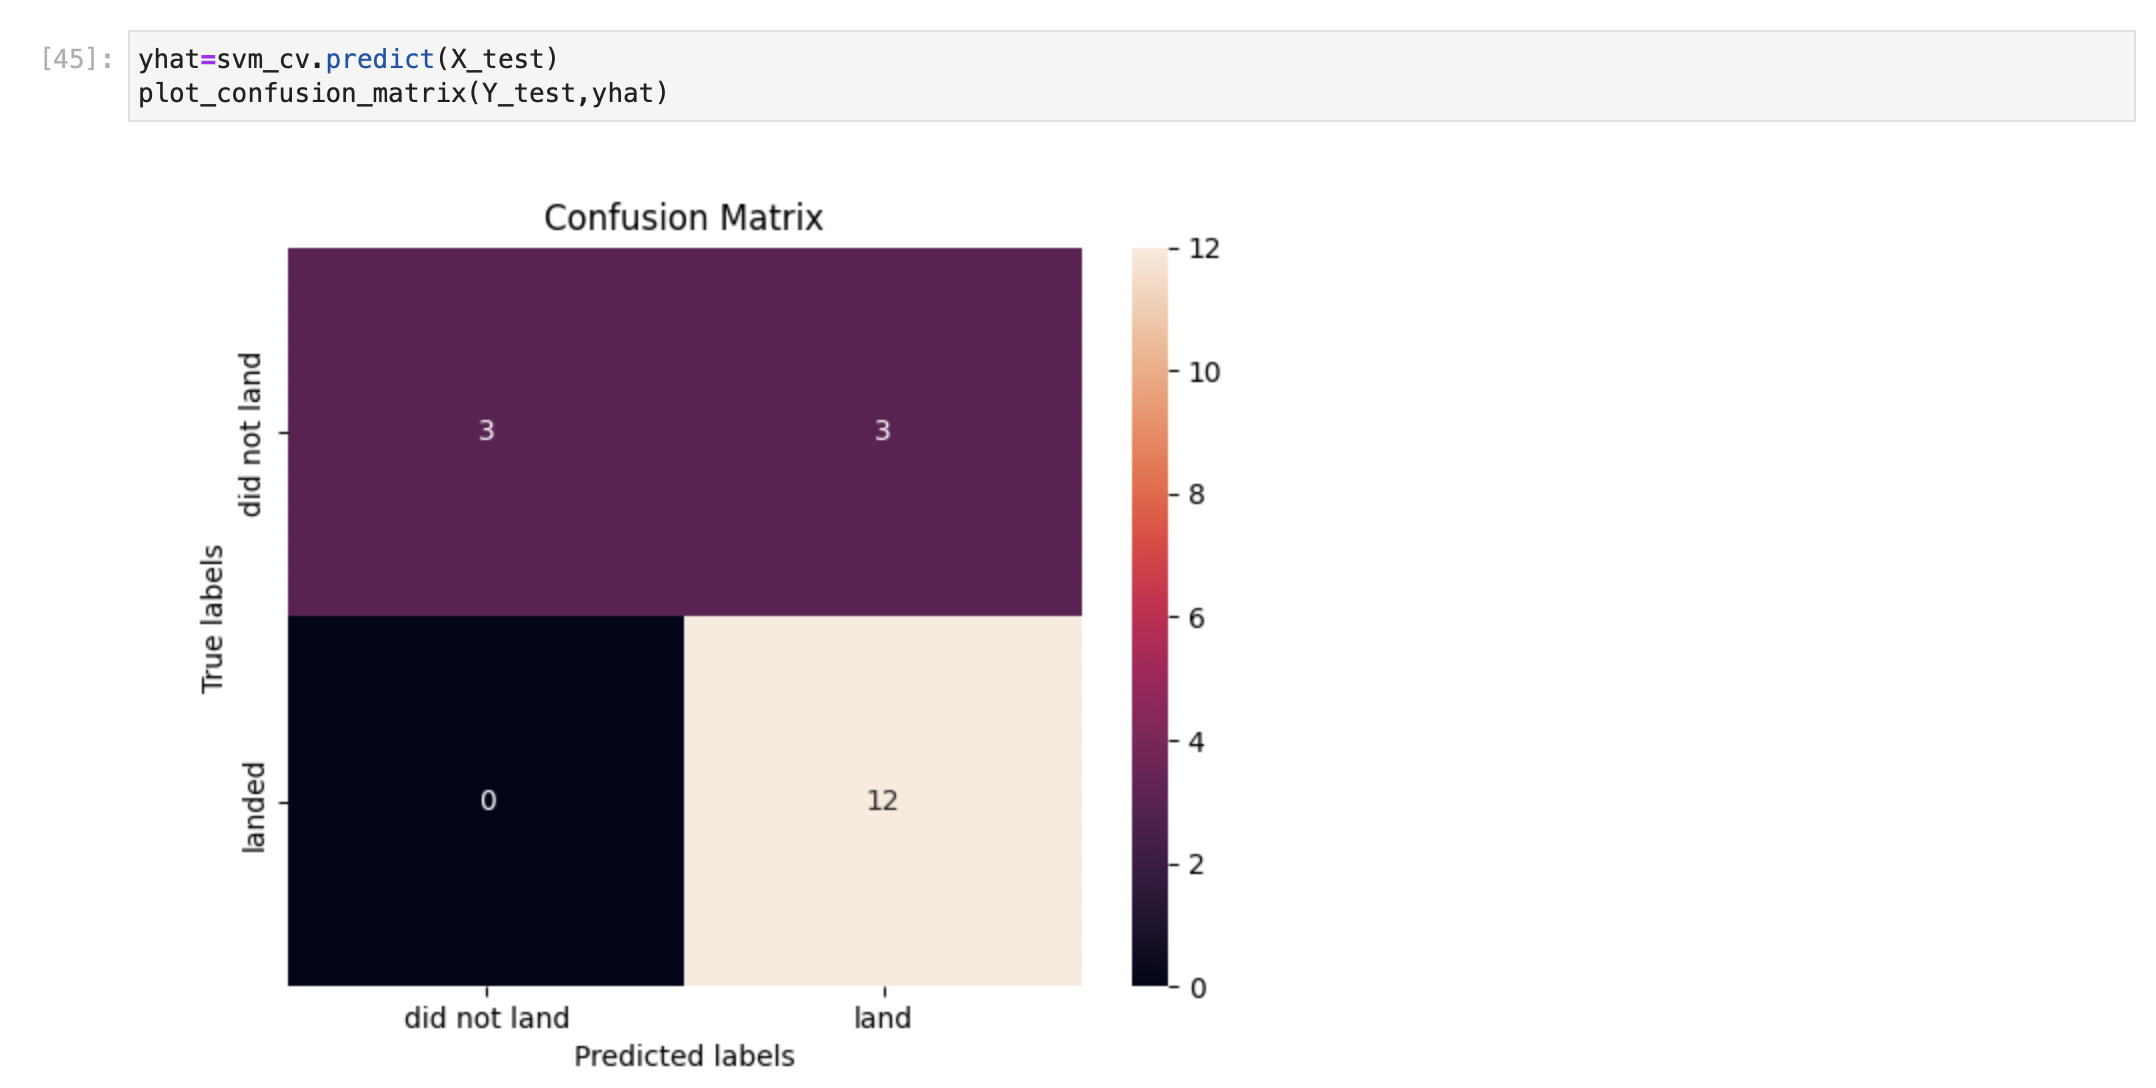 [45]:
yhat=svm_cv.predict(X_test)
plot_confusion_matrix(Y_test,yhat)
Confusion Matrix
12
10
8
6
4
2
0
True labels
did not land
landed
3
3
0
12
did not land
land
Predicted labels